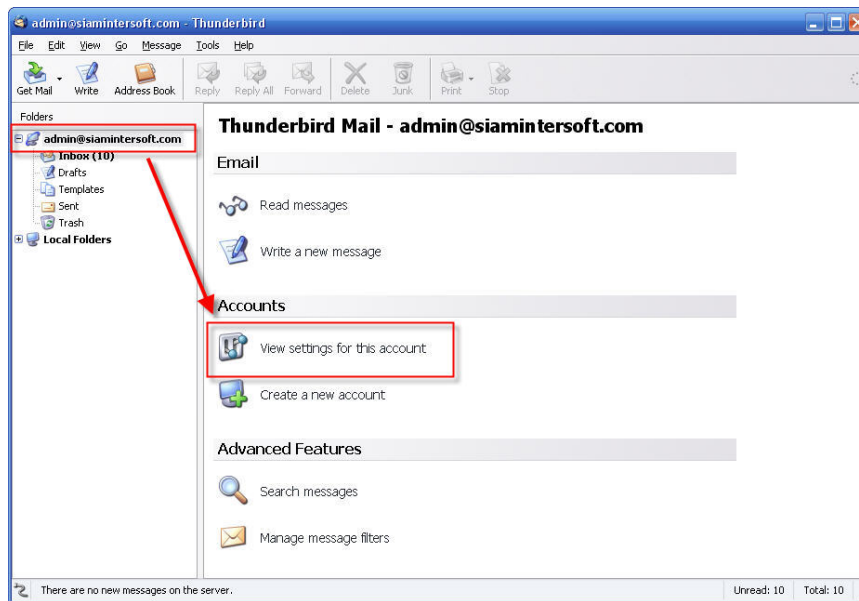 admin@siamintersoft.com - Thunderbird
File Edit View Go Message Tools Help
Get Mail Write Address Book Reply Reply All Forward Delete Junk Print Stop
Folders
admin@siamintersoft.com
Inbox (10)
Drafts
Templates
Sent
Trash
Local Folders
Thunderbird Mail - admin@siamintersoft.com
Email
Read messages
Write a new message
Accounts
View settings for this account
Create a new account
Advanced Features
Search messages
Manage message filters
There are no new messages on the server.
Unread: 10 Total: 10